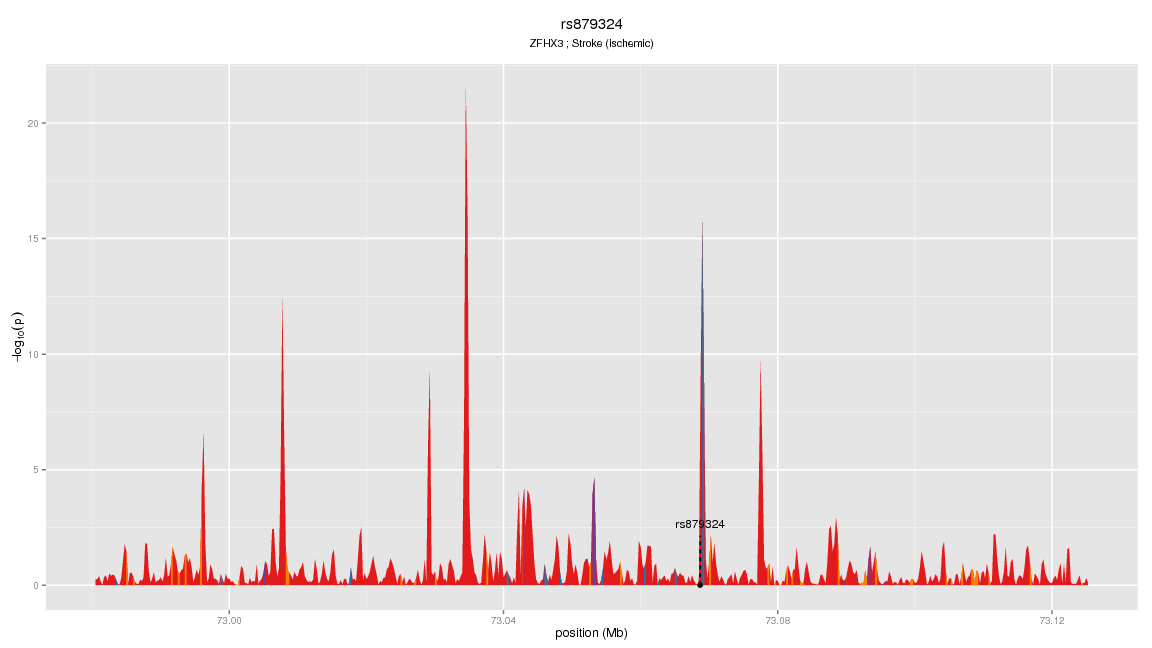 rs879324
ZFHX3 ; Stroke (ischemic)
−log10(p)
20
15
10
5
0
rs879324
73.00
73.04
73.08
73.12
position (Mb)